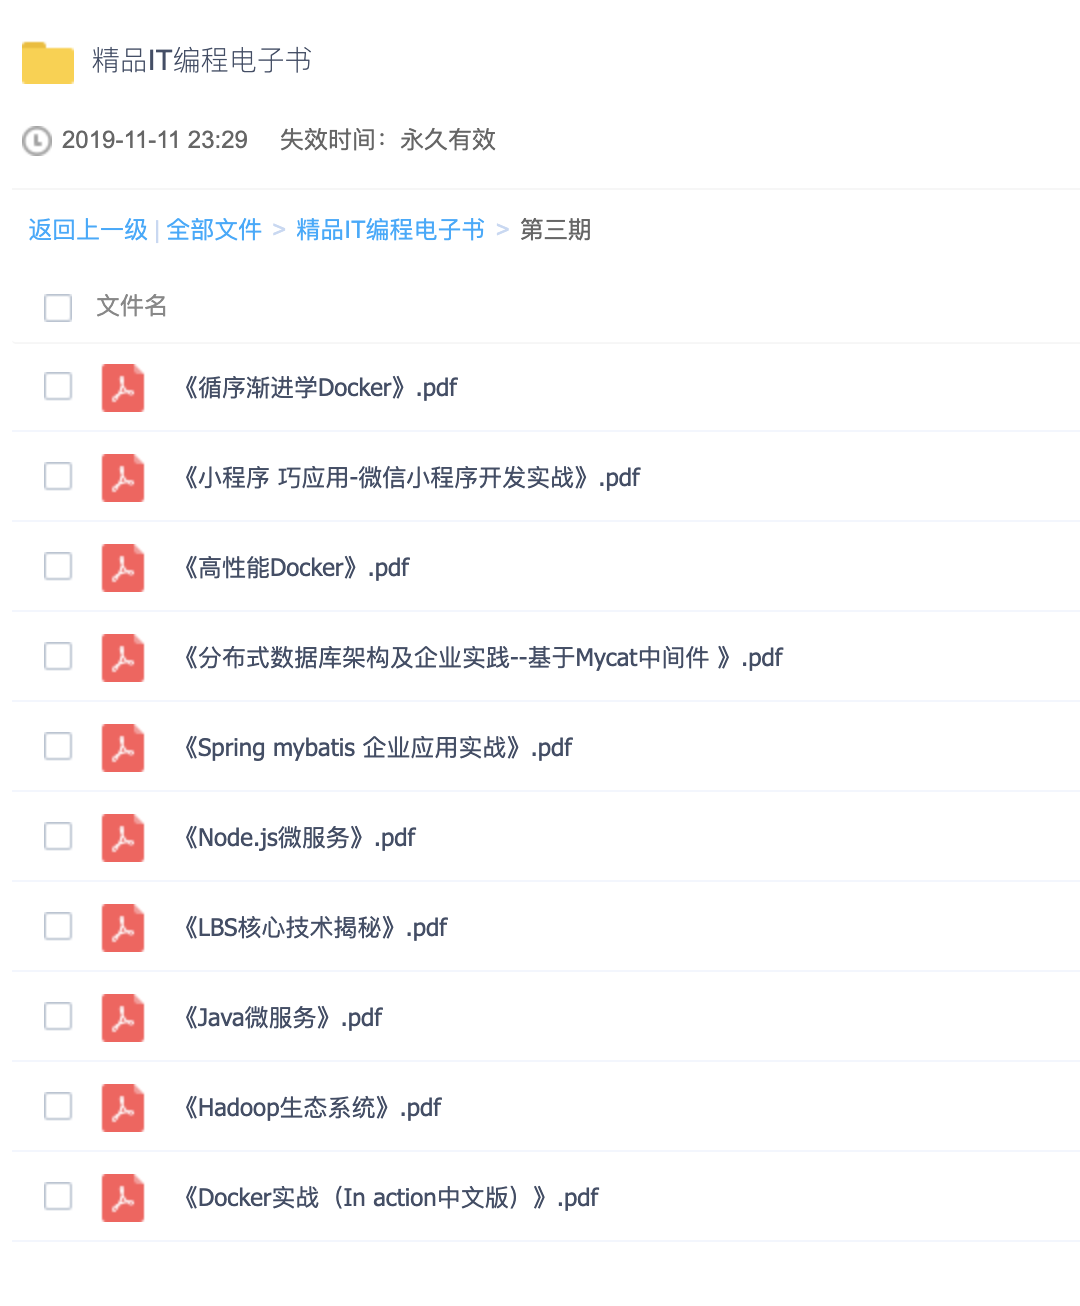 精品IT编程电子书
2019-11-11 23:29 失效时间：永久有效
返回上一级 | 全部文件 > 精品IT编程电子书 > 第三期
文件名
《循序渐进学Docker》.pdf
《小程序 巧应用-微信小程序开发实战》.pdf
《高性能Docker》.pdf
《分布式数据库架构及企业实践--基于Mycat中间件 》.pdf
《Spring mybatis 企业应用实战》.pdf
《Node.js微服务》.pdf
《LBS核心技术揭秘》.pdf
《Java微服务》.pdf
《Hadoop生态系统》.pdf
《Docker实战（In action中文版）》.pdf